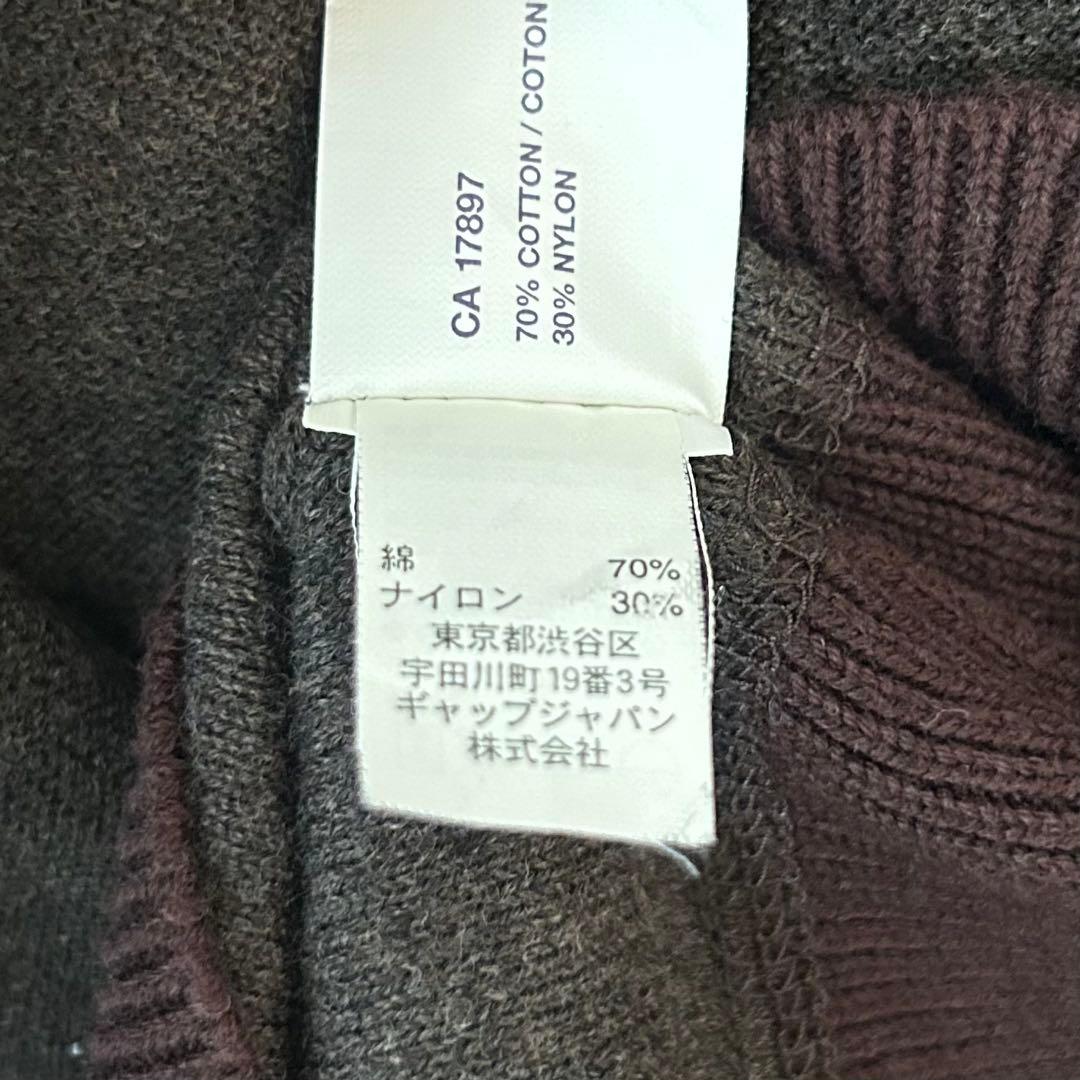 CA 17897
70% COTTON / COTON
30% NYLON
綿 70%
ナイロン 30%
東京都渋谷区
宇田川町19番3号
ギャップジャパン
株式会社